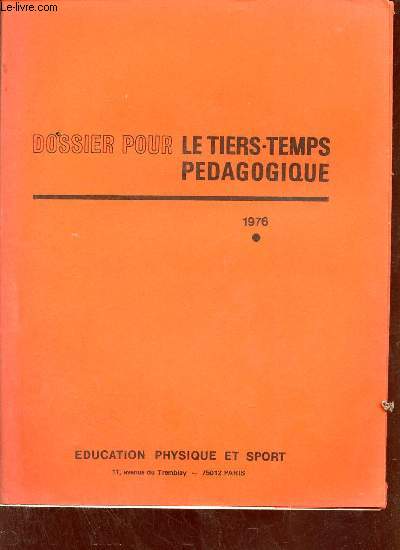 Le-livre.com
DOSSIER POUR LE TIERS-TEMPS
PEDAGOGIQUE
1976
EDUCATION PHYSIQUE ET SPORT
11, avenue du Tremblay — 75012 PARIS